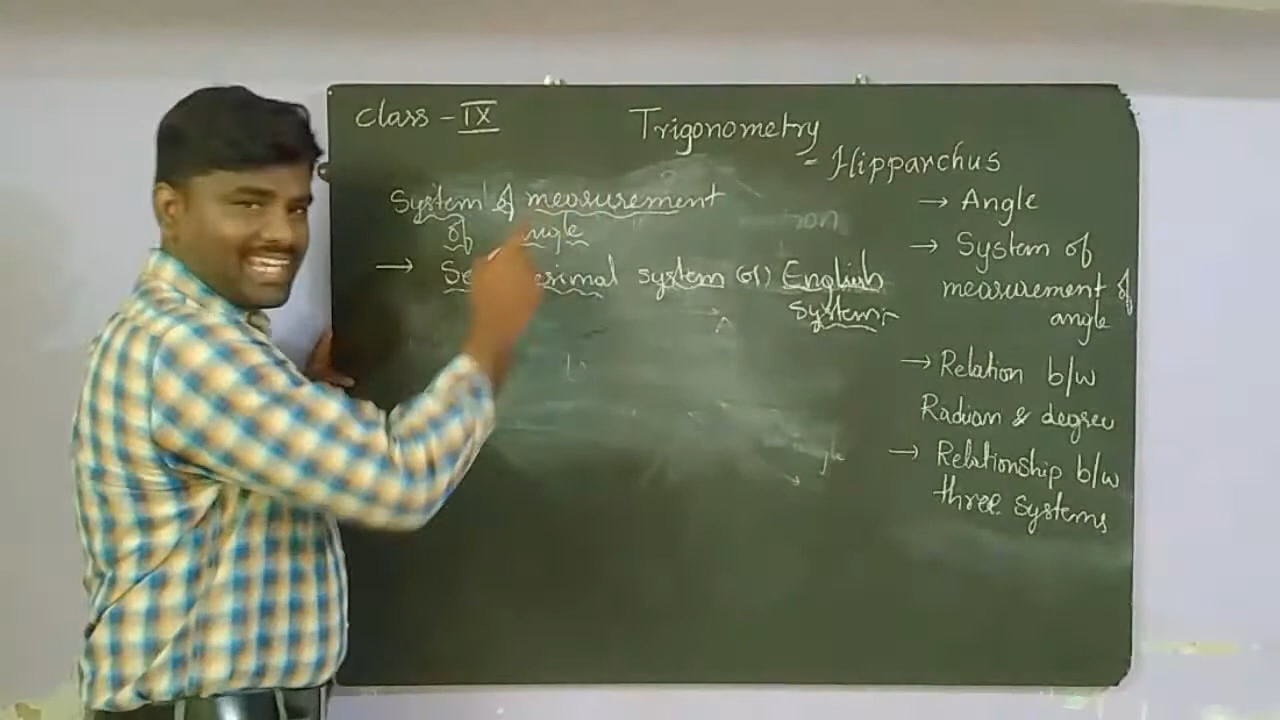 Class - IX
Trigonometry
- Hipparchus
System of measurement
of angle
→ system (or) English
system:-
→ Angle
→ System of
measurement of
angle
→ Relation b/w
Radian & degree
→ Relationship b/w
three systems